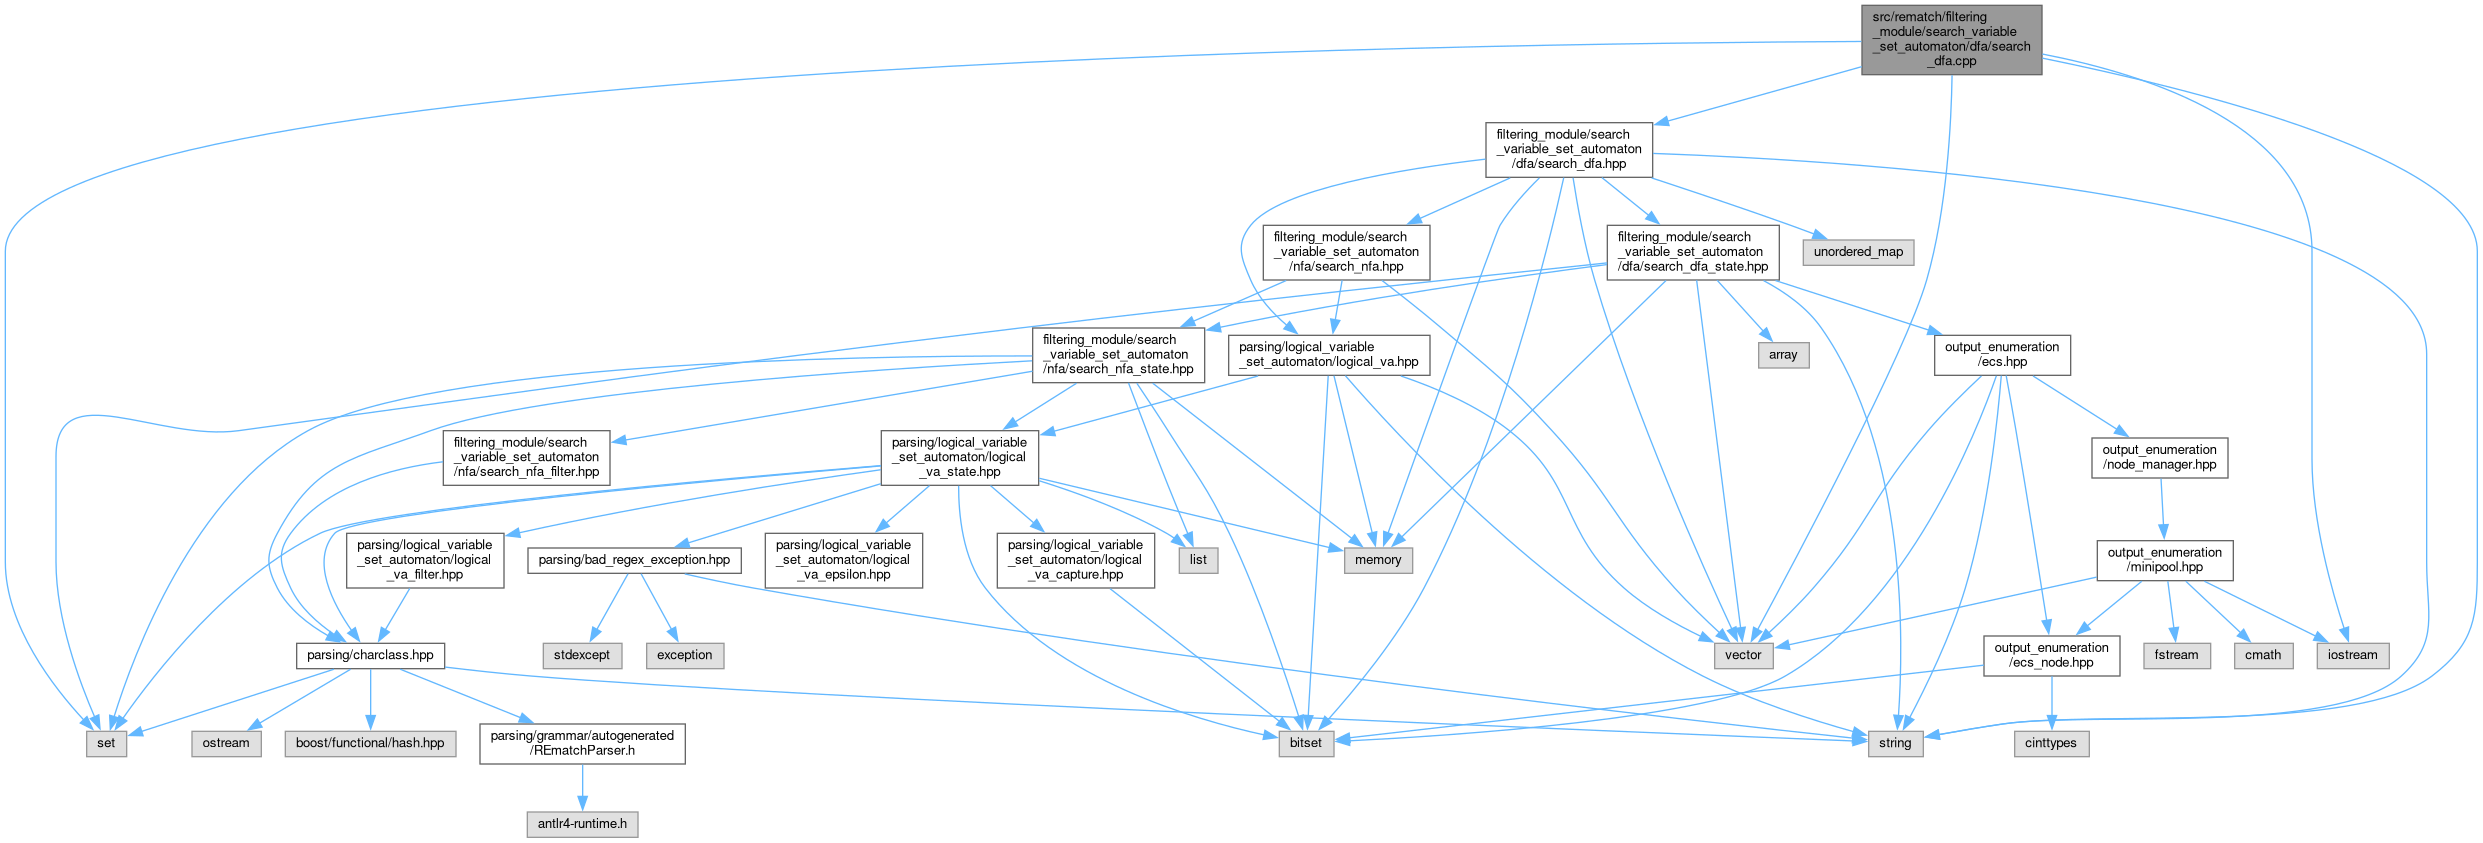 src/rematch/filtering
_module/search_variable
_set_automaton/dfa/search
_dfa.cpp
filtering_module/search
_variable_set_automaton
/dfa/search_dfa.hpp
filtering_module/search
_variable_set_automaton
/nfa/search_nfa.hpp
filtering_module/search
_variable_set_automaton
/dfa/search_dfa_state.hpp
unordered_map
filtering_module/search
_variable_set_automaton
/nfa/search_nfa_state.hpp
parsing/logical_variable
_set_automaton/logical_va.hpp
array
output_enumeration
/ecs.hpp
filtering_module/search
_variable_set_automaton
/nfa/search_nfa_filter.hpp
parsing/logical_variable
_set_automaton/logical
_va_state.hpp
output_enumeration
/node_manager.hpp
parsing/logical_variable
_set_automaton/logical
_va_filter.hpp
parsing/bad_regex_exception.hpp
parsing/logical_variable
_set_automaton/logical
_va_epsilon.hpp
parsing/logical_variable
_set_automaton/logical
_va_capture.hpp
list
memory
output_enumeration
/minipool.hpp
parsing/charclass.hpp
stdexcept
exception
vector
output_enumeration
/ecs_node.hpp
fstream
cmath
iostream
set
ostream
boost/functional/hash.hpp
parsing/grammar/autogenerated
/REmatchParser.h
bitset
string
cinttypes
antlr4-runtime.h